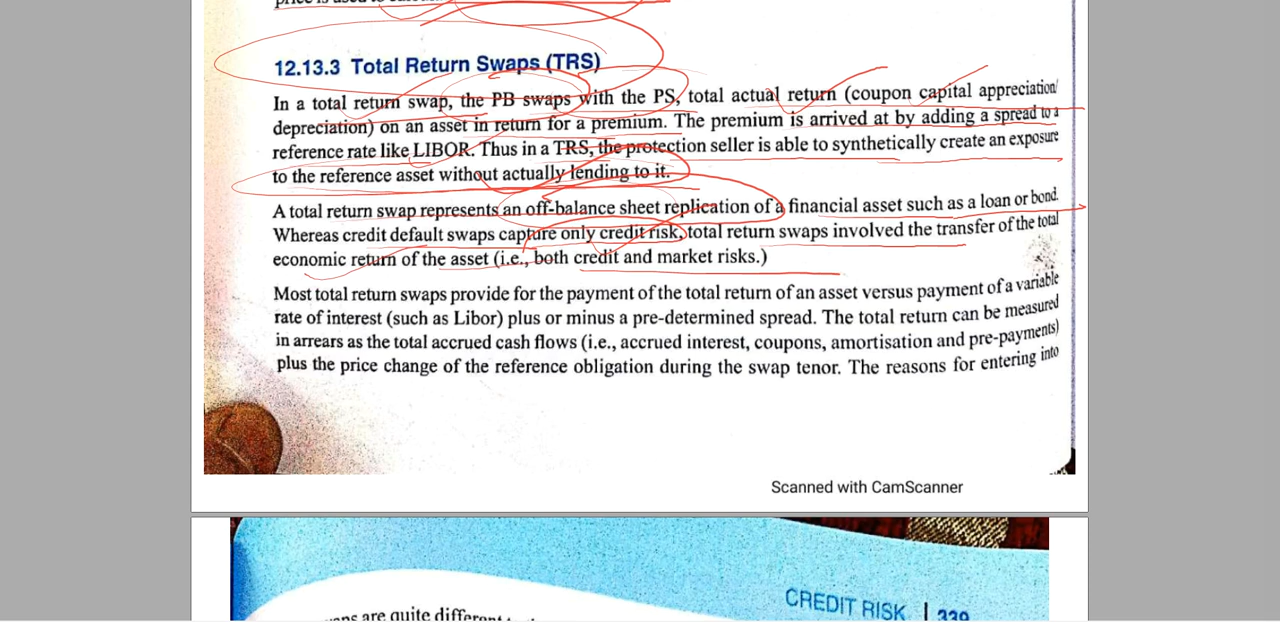 12.13.3 Total Return Swaps (TRS)
In a total return swap, the PB swaps with the PS, total actual return (coupon capital appreciation/
depreciation) on an asset in return for a premium. The premium is arrived at by adding a spread to a
reference rate like LIBOR. Thus in a TRS, the protection seller is able to synthetically create an exposure
to the reference asset without actually lending to it.
A total return swap represents an off-balance sheet replication of a financial asset such as a loan or bond.
Whereas credit default swaps capture only credit risk, total return swaps involved the transfer of the total
economic return of the asset (i.e., both credit and market risks.)
Most total return swaps provide for the payment of the total return of an asset versus payment of a variable
rate of interest (such as Libor) plus or minus a pre-determined spread. The total return can be measured
in arrears as the total accrued cash flows (i.e., accrued interest, coupons, amortisation and pre-payments)
plus the price change of the reference obligation during the swap tenor. The reasons for entering into
Scanned with CamScanner
CREDIT RISK | 339
are quite different